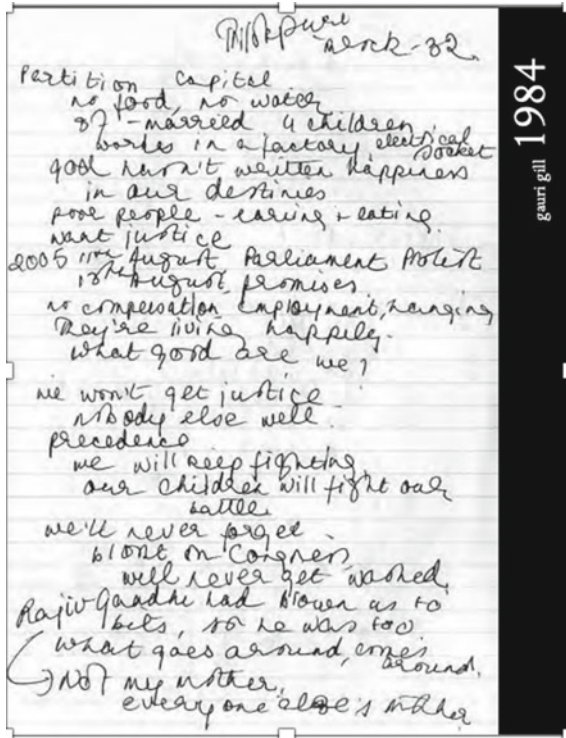 Trilokpuri
Block-32
Partition Capital
no food, no water
87 - married 4 children
works in a factory electrical
socket
god hasn't written happiness
in our destinies
poor people - earning + eating
want justice
2005 11th August Parliament Protest
18th August, promises
no compensation employment, hanging
They're living happily.
what good are we?
we won't get justice
nobody else well
precedence
we will keep fighting
our children will fight our
battle.
we'll never forget
blont on Congress
will never get washed,
Rajiv Gandhi had blown us to
bits, so he was too
what goes around, comes
around.
Not my mother,
everyone else's mother
gauri gill 1984